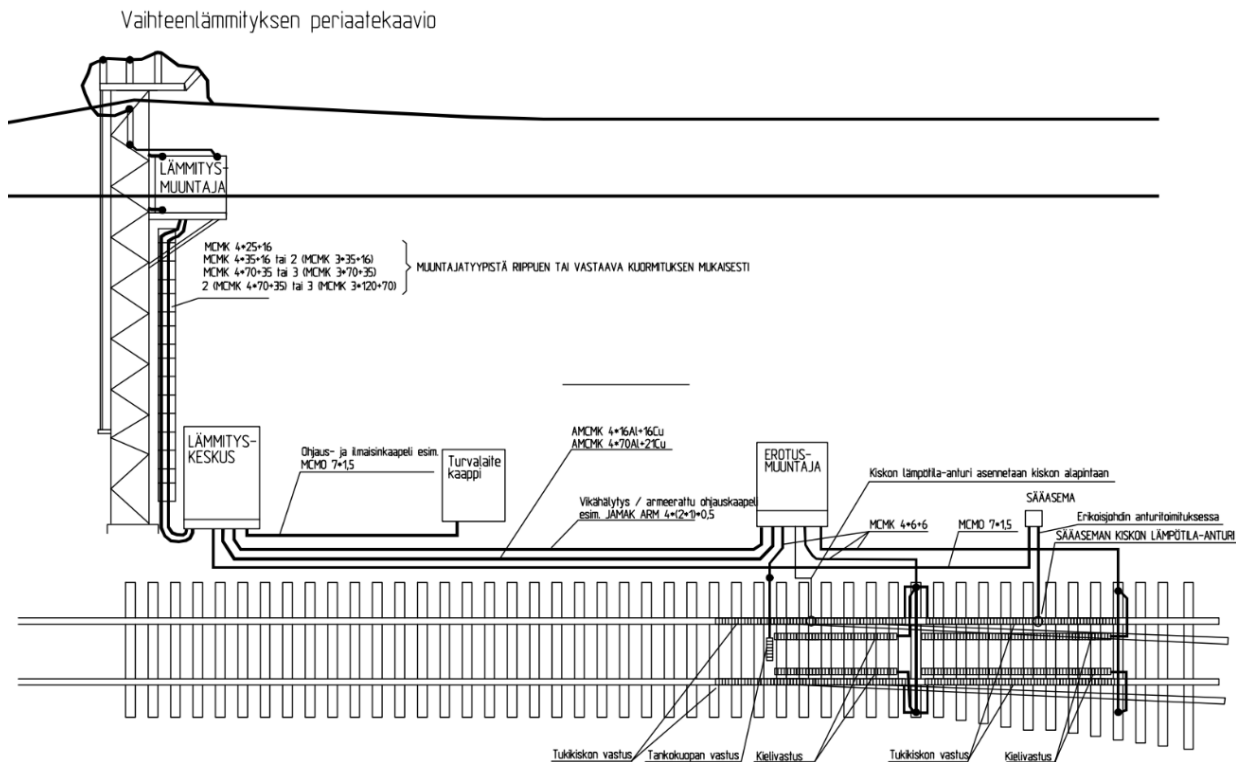 Vaihteenlämmityksen periaatekaavio
LÄMMITYS-
MUUNTAJA
MCMK 4*25+16
MCMK 4*35+16 tai 2 (MCMK 3*35+16)
MCMK 4*70+35 tai 3 (MCMK 3*70+35)
2 (MCMK 4*70+35) tai 3 (MCMK 3*120+70)
MUUNTAJATYYPISTÄ RIIPPUEN TAI VASTAAVA KUORMITUKSEN MUKAISESTI
LÄMMITYS-
KESKUS
Ohjaus- ja ilmaisinkaapeli esim.
MCMO 7*1,5
Turvalaite
kaappi
AMCMK 4*16Al+16Cu
AMCMK 4*70Al+21Cu
Vikahälytys / armeerattu ohjauskaapeli
esim. JAMAK ARM 4*(2+1)*0,5
EROTUS-
MUUNTAJA
Kiskon lämpötila-anturi asennetaan kiskon alapintaan
MCMK 4*6+6
MCMO 7*1,5
SÄÄASEMA
Erikoisjohdin anturitoimituksessa
SÄÄASEMAN KISKON LÄMPÖTILA-ANTURI
Tukikiskon vastus
Tankokuopan vastus
Kielivastus
Tukikiskon vastus
Kielivastus